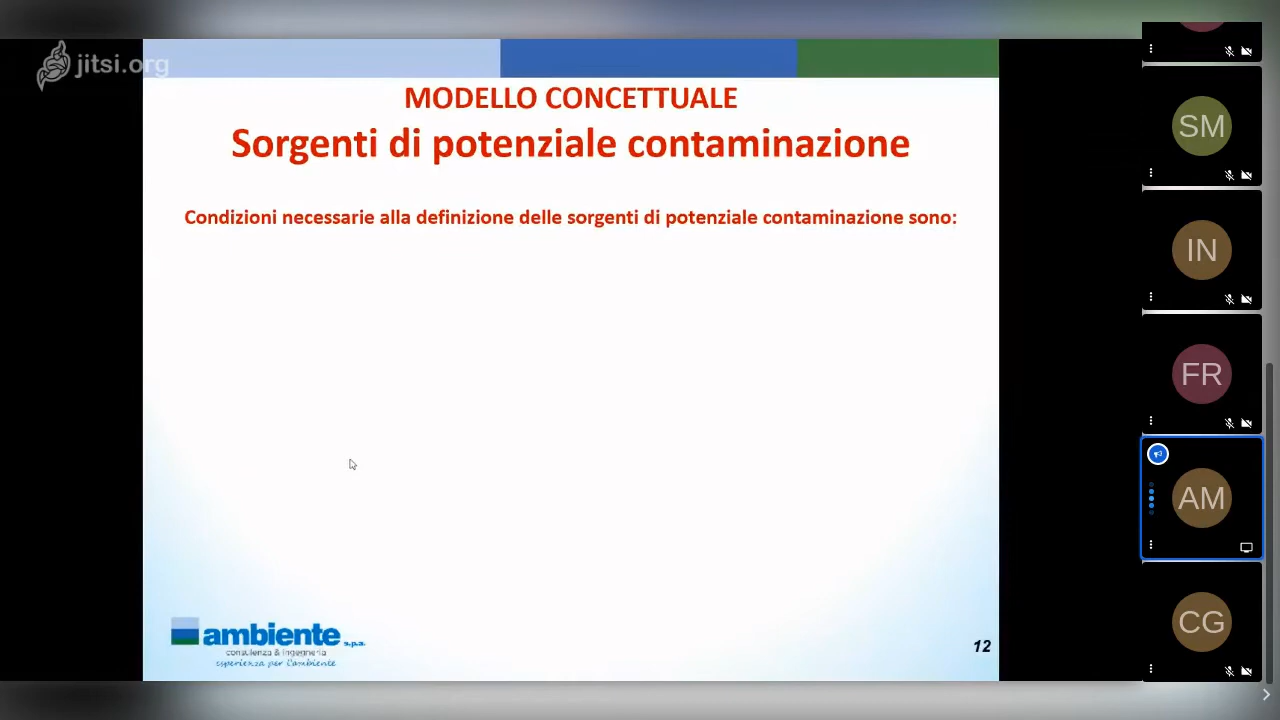 jitsi.org
MODELLO CONCETTUALE
Sorgenti di potenziale contaminazione
Condizioni necessarie alla definizione delle sorgenti di potenziale contaminazione sono:
SM
IN
FR
AM
CG
ambiente s.p.a.
consulenza & ingegneria
esperienza per l'ambiente
12